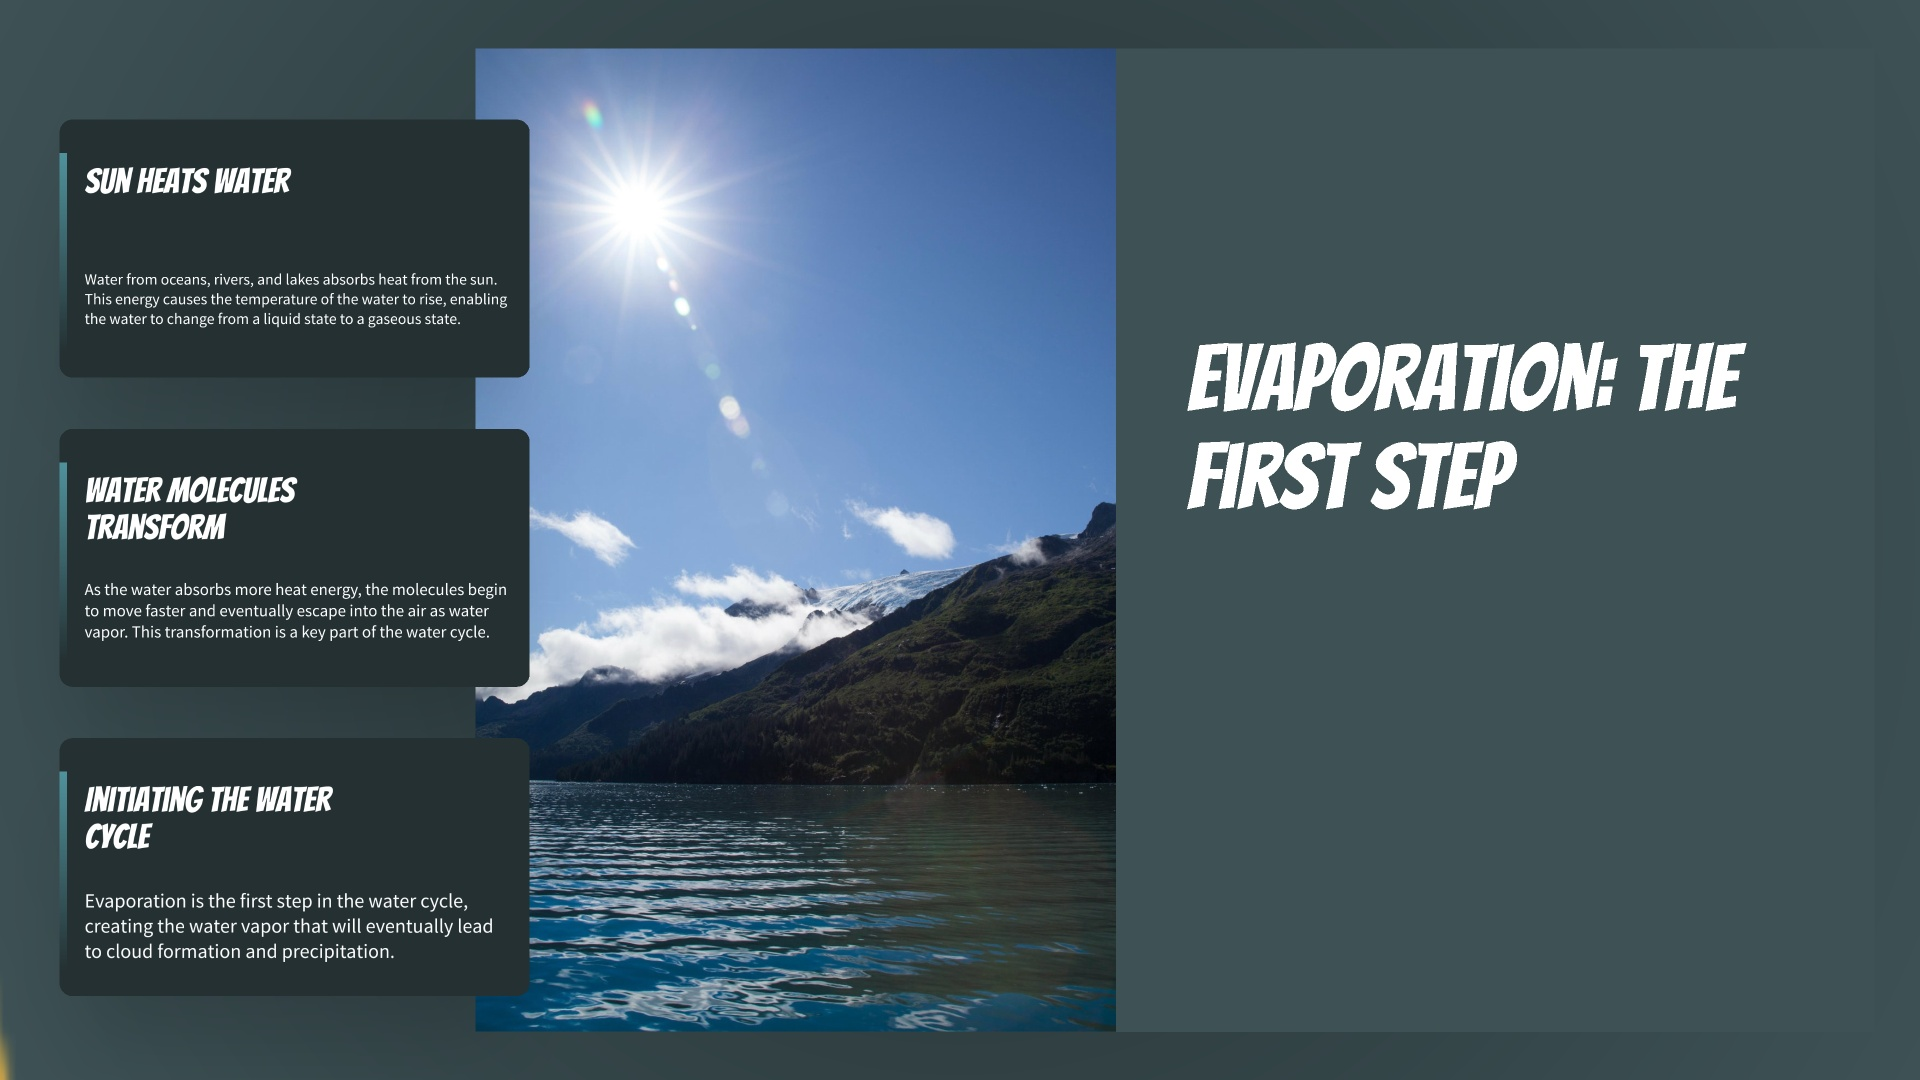 SUN HEATS WATER
Water from oceans, rivers, and lakes absorbs heat from the sun.
This energy causes the temperature of the water to rise, enabling
the water to change from a liquid state to a gaseous state.
WATER MOLECULES
TRANSFORM
As the water absorbs more heat energy, the molecules begin
to move faster and eventually escape into the air as water
vapor. This transformation is a key part of the water cycle.
INITIATING THE WATER
CYCLE
Evaporation is the first step in the water cycle,
creating the water vapor that will eventually lead
to cloud formation and precipitation.
EVAPORATION: THE
FIRST STEP